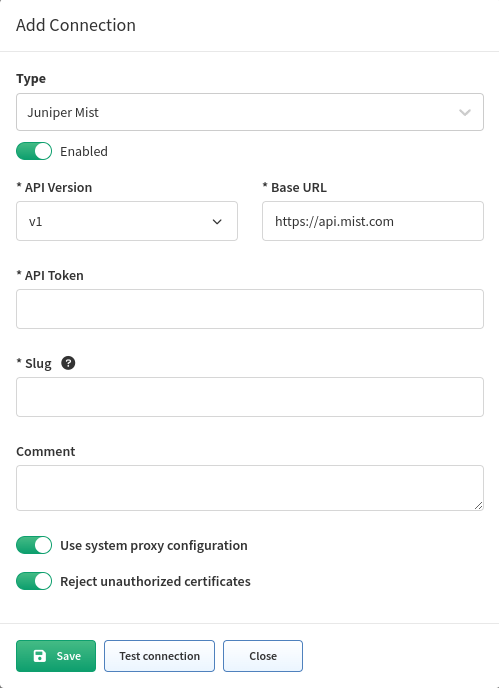 Add Connection
Type
Juniper Mist
Enabled
* API Version
* Base URL
v1
https://api.mist.com
* API Token
* Slug ?
Comment
Use system proxy configuration
Reject unauthorized certificates
Save
Test connection
Close